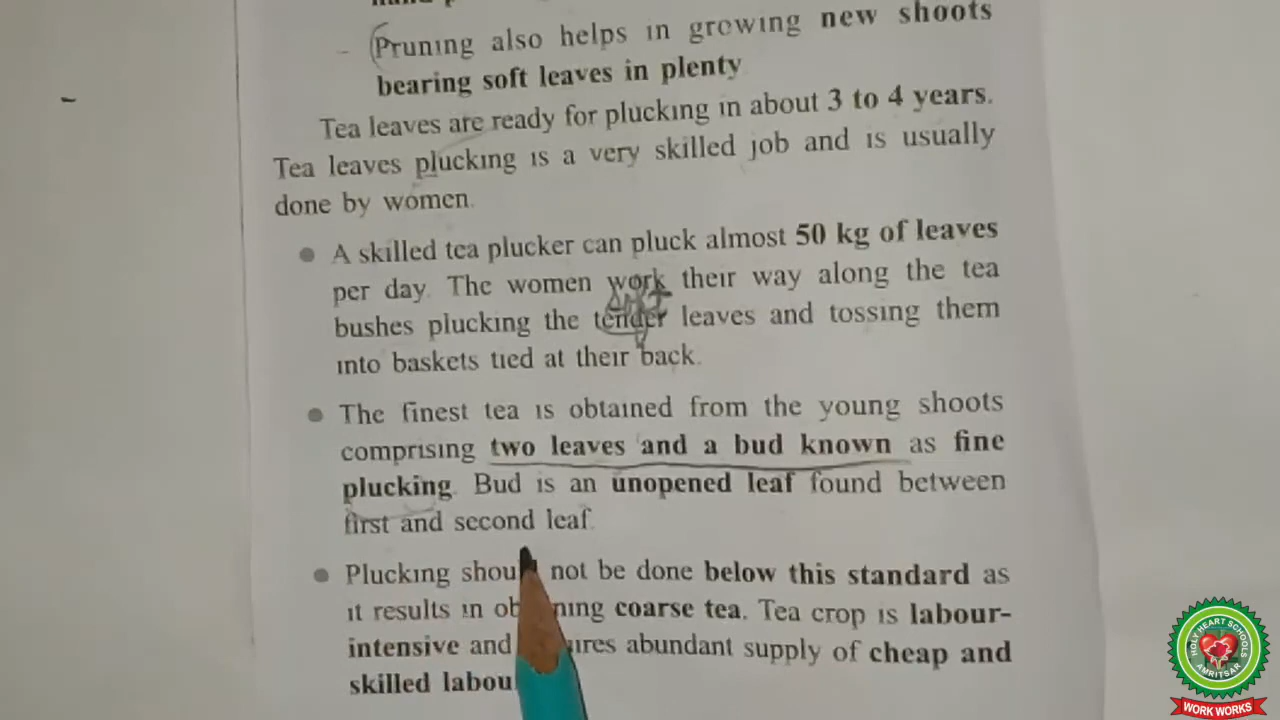 Pruning also helps in growing new shoots
bearing soft leaves in plenty
Tea leaves are ready for plucking in about 3 to 4 years.
Tea leaves plucking is a very skilled job and is usually
done by women.
A skilled tea plucker can pluck almost 50 kg of leaves
per day. The women work their way along the tea
soft
bushes plucking the tender leaves and tossing them
into baskets tied at their back.
The finest tea is obtained from the young shoots
comprising two leaves and a bud known as fine
plucking. Bud is an unopened leaf found between
first and second leaf.
Plucking not be done below this standard as
it results in coarse tea. Tea crop is labour-
intensive and abundant supply of cheap and
skilled
HOLY HEART SCHOOLS
AMRITSAR
WORK WORKS